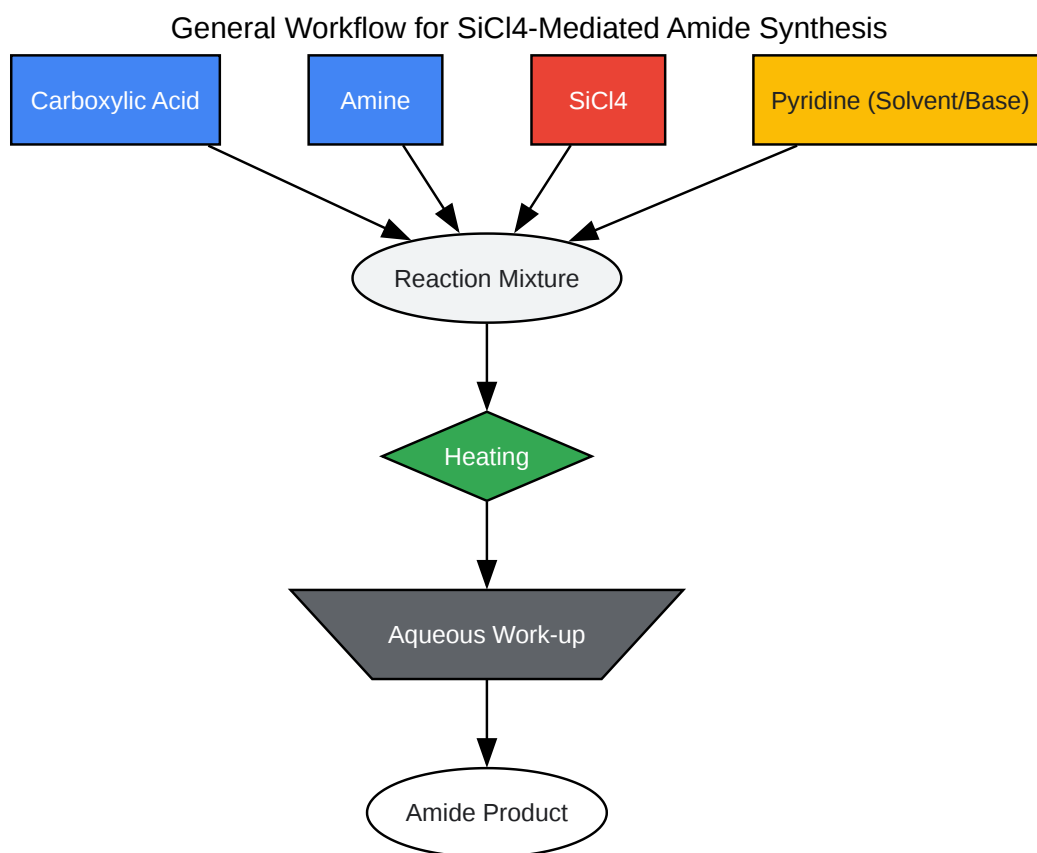 General Workflow for SiCl4-Mediated Amide Synthesis
Carboxylic Acid
Amine
SiCl4
Pyridine (Solvent/Base)
Reaction Mixture
Heating
Aqueous Work-up
Amide Product